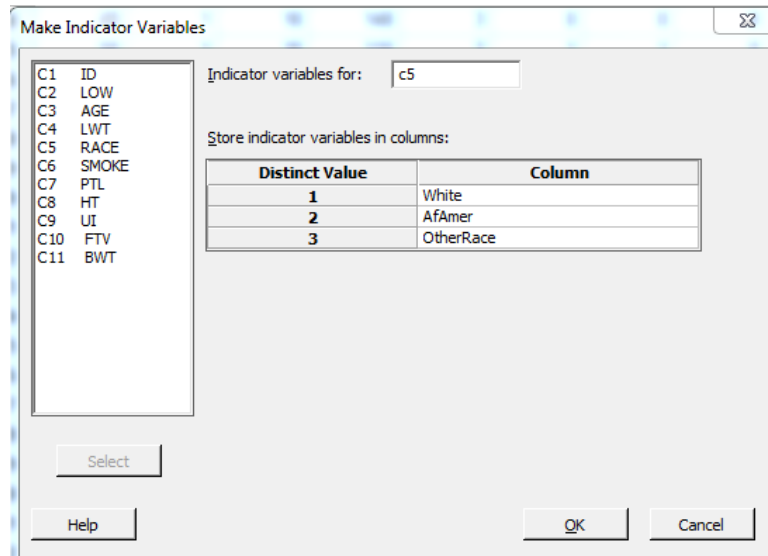 Make Indicator Variables
C1 ID
C2 LOW
C3 AGE
C4 LWT
C5 RACE
C6 SMOKE
C7 PTL
C8 HT
C9 UI
C10 FTV
C11 BWT
Indicator variables for: c5
Store indicator variables in columns:
Distinct Value Column
1 White
2 AfAmer
3 OtherRace
Select
Help OK Cancel